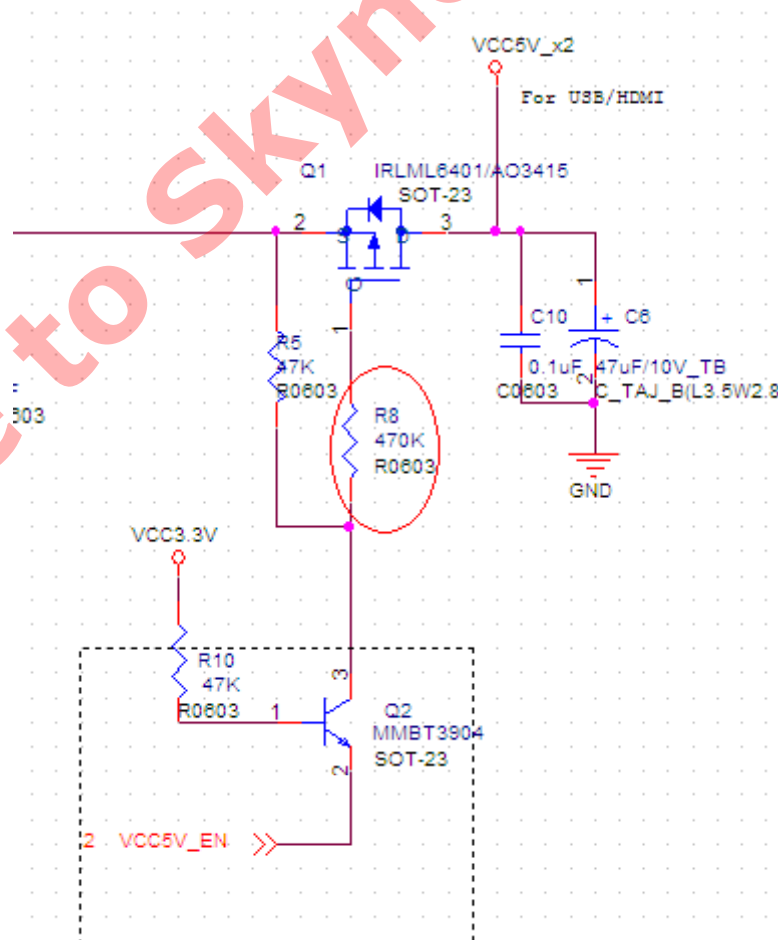 to Skyn
VCC5V_x2
For USB/HDMI
Q1
IRLML6401/AO3415
SOT-23
2
S
D
3
G
1
1
C10
+
C6
R5
47K
R0603
0.1uF
47uF/10V_TB
2
C0603
C_TAJ_B(L3.5W2.8
603
R8
470K
R0603
GND
VCC3.3V
R10
47K
R0603
1
3
Q2
MMBT3904
SOT-23
2
2
VCC5V_EN